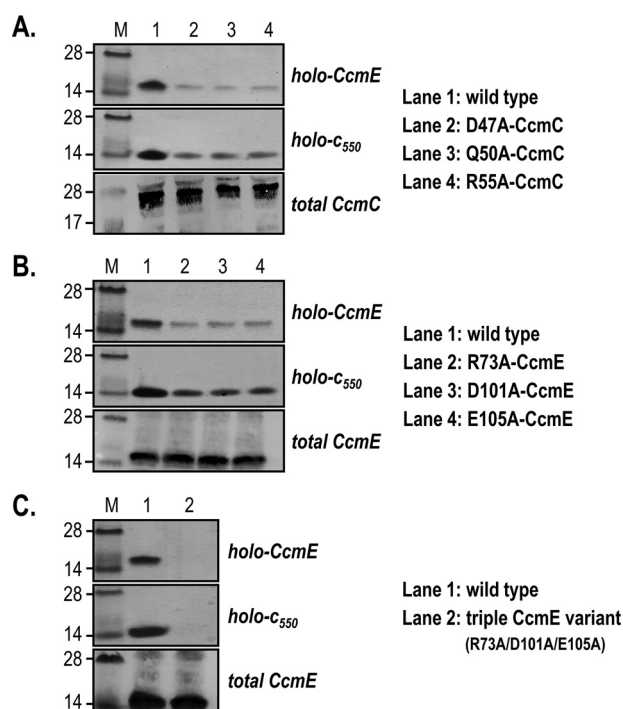 A.
M 1 2 3 4
28
14
holo-CcmE
28
14
holo-c550
28
17
total CcmC
Lane 1: wild type
Lane 2: D47A-CcmC
Lane 3: Q50A-CcmC
Lane 4: R55A-CcmC
B.
M 1 2 3 4
28
14
holo-CcmE
28
14
holo-c550
28
14
total CcmE
Lane 1: wild type
Lane 2: R73A-CcmE
Lane 3: D101A-CcmE
Lane 4: E105A-CcmE
C.
M 1 2
28
14
holo-CcmE
28
14
holo-c550
28
14
total CcmE
Lane 1: wild type
Lane 2: triple CcmE variant
(R73A/D101A/E105A)